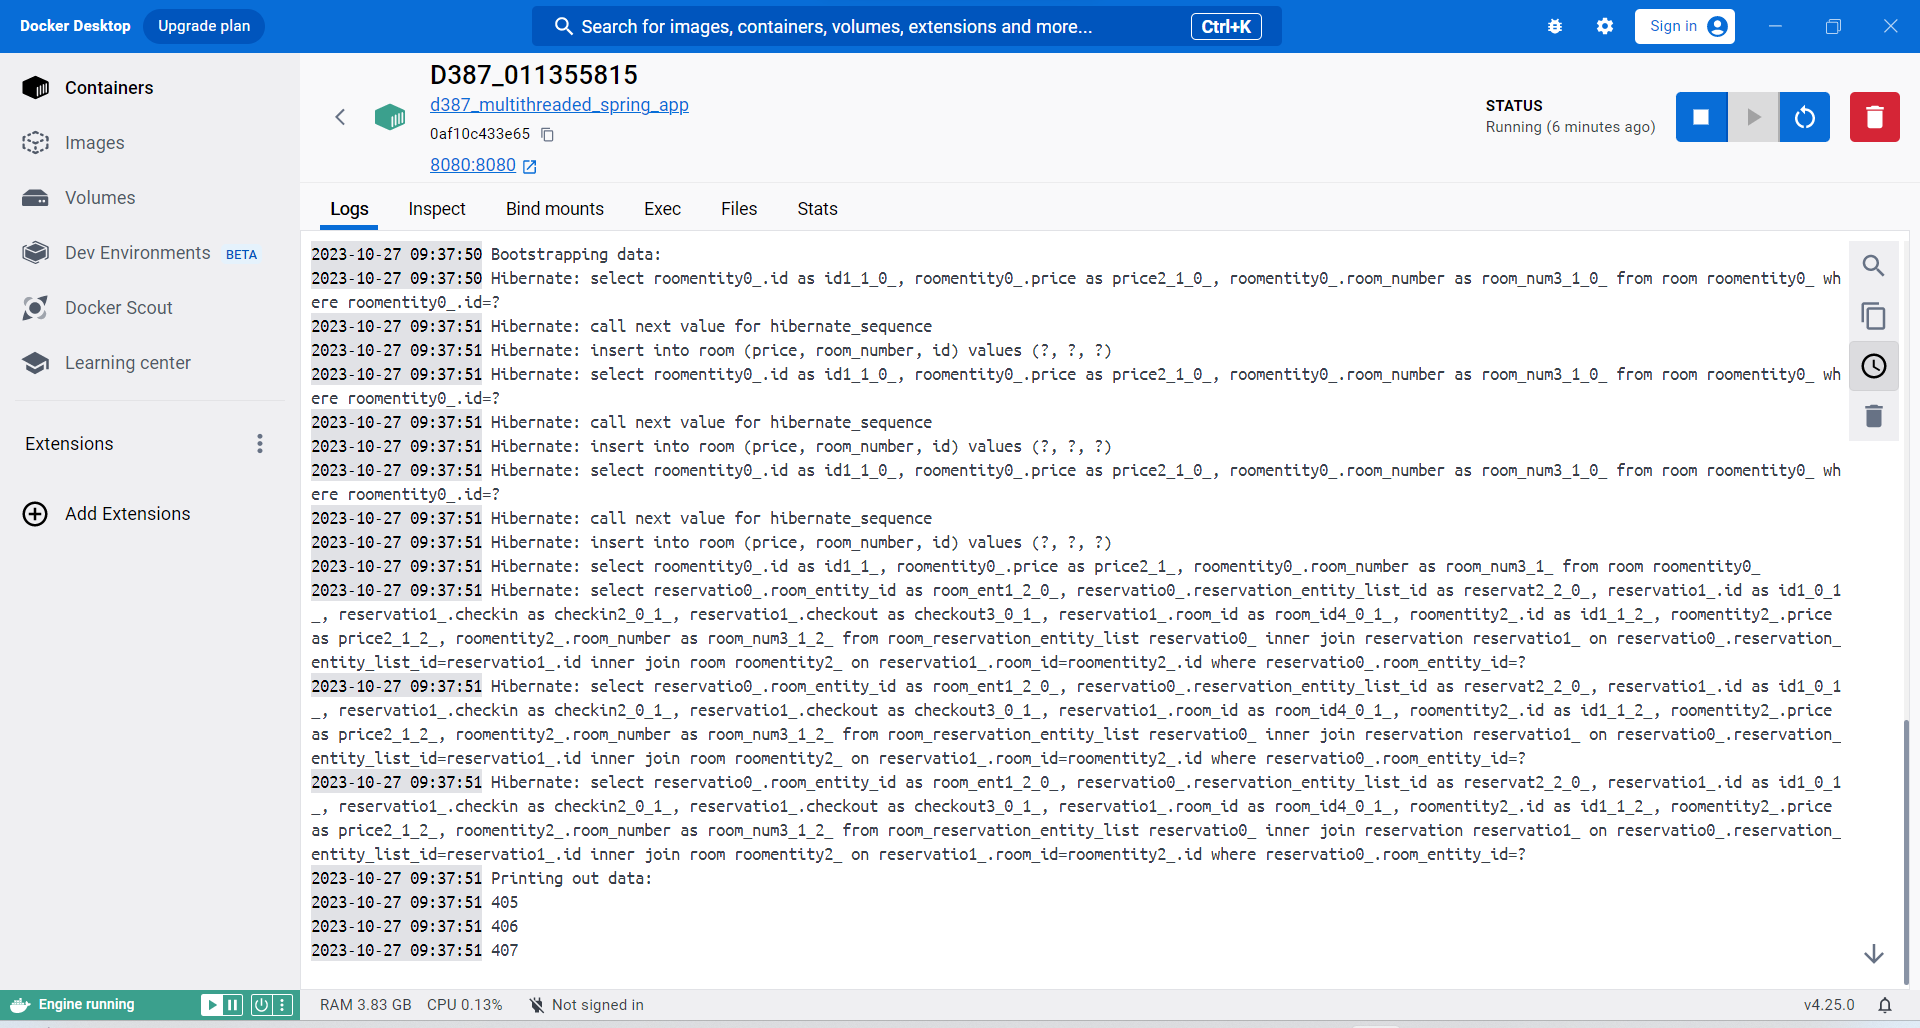 Docker Desktop
Upgrade plan
Search for images, containers, volumes, extensions and more...
Ctrl+K
Sign in
Containers
Images
Volumes
Dev Environments BETA
Docker Scout
Learning center
Extensions
Add Extensions
D387_011355815
d387_multithreaded_spring_app
0af10c433e65
8080:8080
STATUS
Running (6 minutes ago)
Logs
Inspect
Bind mounts
Exec
Files
Stats
2023-10-27 09:37:50 Bootstrapping data:
2023-10-27 09:37:50 Hibernate: select roomentity0_.id as id1_1_0_, roomentity0_.price as price2_1_0_, roomentity0_.room_number as room_num3_1_0_ from room roomentity0_ wh
ere roomentity0_.id=?
2023-10-27 09:37:51 Hibernate: call next value for hibernate_sequence
2023-10-27 09:37:51 Hibernate: insert into room (price, room_number, id) values (?, ?, ?)
2023-10-27 09:37:51 Hibernate: select roomentity0_.id as id1_1_0_, roomentity0_.price as price2_1_0_, roomentity0_.room_number as room_num3_1_0_ from room roomentity0_ wh
ere roomentity0_.id=?
2023-10-27 09:37:51 Hibernate: call next value for hibernate_sequence
2023-10-27 09:37:51 Hibernate: insert into room (price, room_number, id) values (?, ?, ?)
2023-10-27 09:37:51 Hibernate: select roomentity0_.id as id1_1_0_, roomentity0_.price as price2_1_0_, roomentity0_.room_number as room_num3_1_0_ from room roomentity0_ wh
ere roomentity0_.id=?
2023-10-27 09:37:51 Hibernate: call next value for hibernate_sequence
2023-10-27 09:37:51 Hibernate: insert into room (price, room_number, id) values (?, ?, ?)
2023-10-27 09:37:51 Hibernate: select roomentity0_.id as id1_1_, roomentity0_.price as price2_1_, roomentity0_.room_number as room_num3_1_ from room roomentity0_
2023-10-27 09:37:51 Hibernate: select reservatio0_.room_entity_id as room_ent1_2_0_, reservatio0_.reservation_entity_list_id as reservat2_2_0_, reservatio1_.id as id1_0_1
_, reservatio1_.checkin as checkin2_0_1_, reservatio1_.checkout as checkout3_0_1_, reservatio1_.room_id as room_id4_0_1_, roomentity2_.id as id1_1_2_, roomentity2_.price
as price2_1_2_, roomentity2_.room_number as room_num3_1_2_ from room_reservation_entity_list reservatio0_ inner join reservation reservatio1_ on reservatio0_.reservation_
entity_list_id=reservatio1_.id inner join room roomentity2_ on reservatio1_.room_id=roomentity2_.id where reservatio0_.room_entity_id=?
2023-10-27 09:37:51 Hibernate: select reservatio0_.room_entity_id as room_ent1_2_0_, reservatio0_.reservation_entity_list_id as reservat2_2_0_, reservatio1_.id as id1_0_1
_, reservatio1_.checkin as checkin2_0_1_, reservatio1_.checkout as checkout3_0_1_, reservatio1_.room_id as room_id4_0_1_, roomentity2_.id as id1_1_2_, roomentity2_.price
as price2_1_2_, roomentity2_.room_number as room_num3_1_2_ from room_reservation_entity_list reservatio0_ inner join reservation reservatio1_ on reservatio0_.reservation_
entity_list_id=reservatio1_.id inner join room roomentity2_ on reservatio1_.room_id=roomentity2_.id where reservatio0_.room_entity_id=?
2023-10-27 09:37:51 Hibernate: select reservatio0_.room_entity_id as room_ent1_2_0_, reservatio0_.reservation_entity_list_id as reservat2_2_0_, reservatio1_.id as id1_0_1
_, reservatio1_.checkin as checkin2_0_1_, reservatio1_.checkout as checkout3_0_1_, reservatio1_.room_id as room_id4_0_1_, roomentity2_.id as id1_1_2_, roomentity2_.price
as price2_1_2_, roomentity2_.room_number as room_num3_1_2_ from room_reservation_entity_list reservatio0_ inner join reservation reservatio1_ on reservatio0_.reservation_
entity_list_id=reservatio1_.id inner join room roomentity2_ on reservatio1_.room_id=roomentity2_.id where reservatio0_.room_entity_id=?
2023-10-27 09:37:51 Printing out data:
2023-10-27 09:37:51 405
2023-10-27 09:37:51 406
2023-10-27 09:37:51 407
Engine running
RAM 3.83 GB
CPU 0.13%
Not signed in
v4.25.0